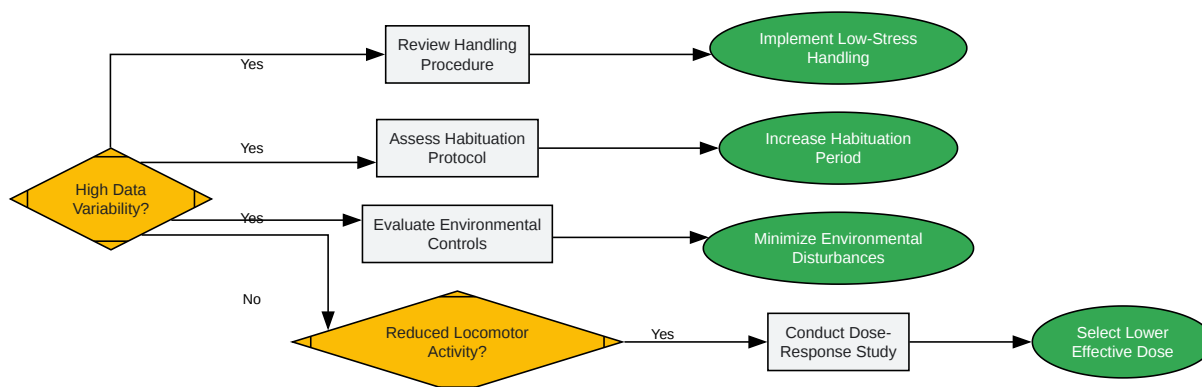 Implement Low-Stress
Handling
Review Handling
Procedure
Yes
Assess Habituation
Protocol
Yes
Increase Habituation
Period
High Data
Variability?
Yes
Evaluate Environmental
Controls
Minimize Environmental
Disturbances
No
Reduced Locomotor
Activity?
Yes
Conduct Dose-
Response Study
Select Lower
Effective Dose